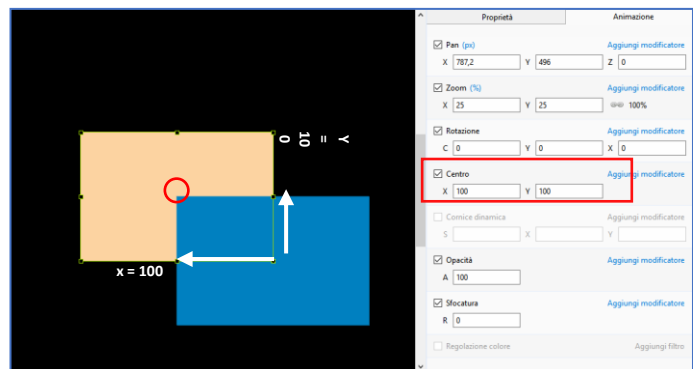 Proprietà Animazione
Pan (px) Aggiungi modificatore
X 787,2 Y 496 Z 0
Zoom (%) Aggiungi modificatore
X 25 Y 25 100%
Rotazione Aggiungi modificatore
C 0 Y 0 X 0
Centro Aggiungi modificatore
X 100 Y 100
Cornice dinamica Aggiungi modificatore
S X Y
Opacità Aggiungi modificatore
A 100
Sfocatura Aggiungi modificatore
R 0
Regolazione colore Aggiungi filtro
Y = 10
0
x = 100